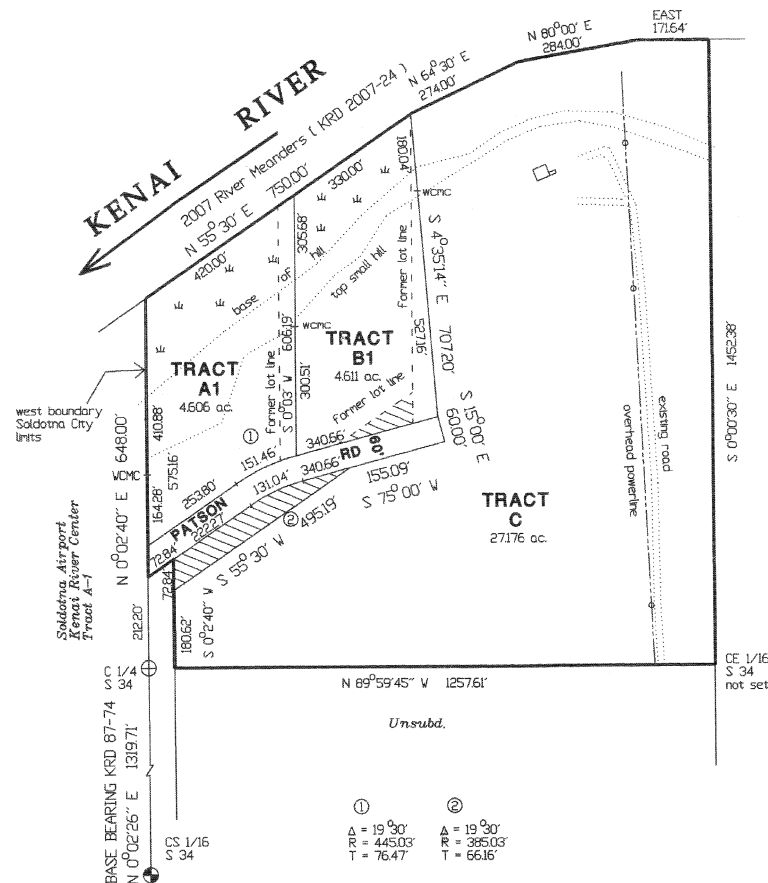 EAST
171.64'
N 80°00' E
284.00'
N 64°30' E
274.00'
KENAI RIVER
2007 River Meanders ( KRD 2007-24 )
N 55°30' E 750.00'
420.00'
330.00'
180.04'
WCMC
305.68'
base of hill
top small hill
former lot line
S 4°35'14" E 707.20'
527.16'
WCMC
606.19'
S 0°03' W
300.51'
former lot line
TRACT
A1
4.606 ac.
TRACT
B1
4.611 ac.
former lot line
west boundary
Soldotna City
limits
N 0°02'40" E 648.00'
410.88'
575.16'
WCMC
164.28'
①
151.46'
340.66'
253.80'
PATSON
RD
60'
131.04'
340.66'
222.27'
72.84'
72.84'
②
S 15°00' E
60.00'
155.09'
S 75°00' W
495.19'
S 55°30' W
TRACT
C
27.176 ac.
overhead powerline
existing road
S 0°00'30" E 1452.38'
Soldotna Airport
Kenai River Center
Tract A-1
212.20'
180.62'
S 0°2'40" W
C 1/4
S 34
N 89°59'45" W 1257.61'
CE 1/16
S 34
not set
Unsubd.
BASE BEARING KRD 87-74
N 0°02'26" E 1319.71'
CS 1/16
S 34
①
Δ = 19°30'
R = 445.03'
T = 76.47'
②
Δ = 19°30'
R = 385.03'
T = 66.16'